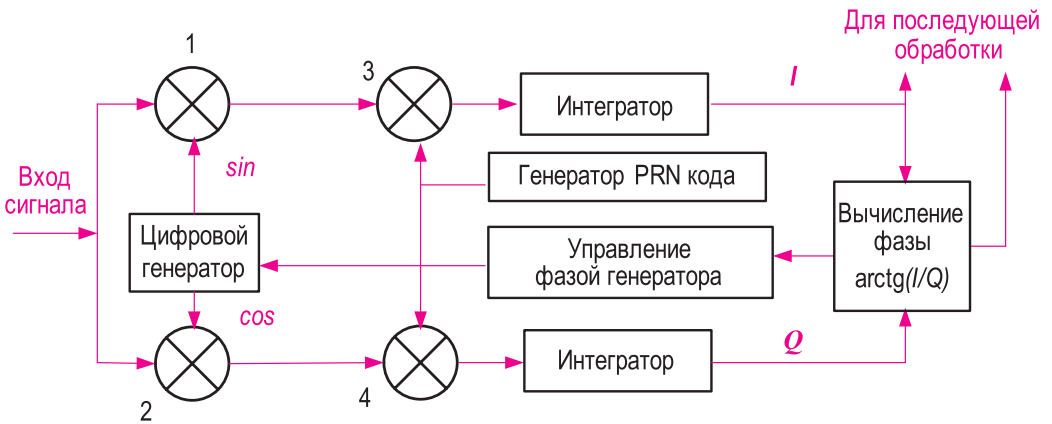 Для последующей
обработки
1
3
I
Интегратор
sin
Генератор PRN кода
Вход
сигнала
Цифровой
генератор
Управление
фазой генератора
Вычисление
фазы
arctg(I/Q)
cos
Q
Интегратор
2
4